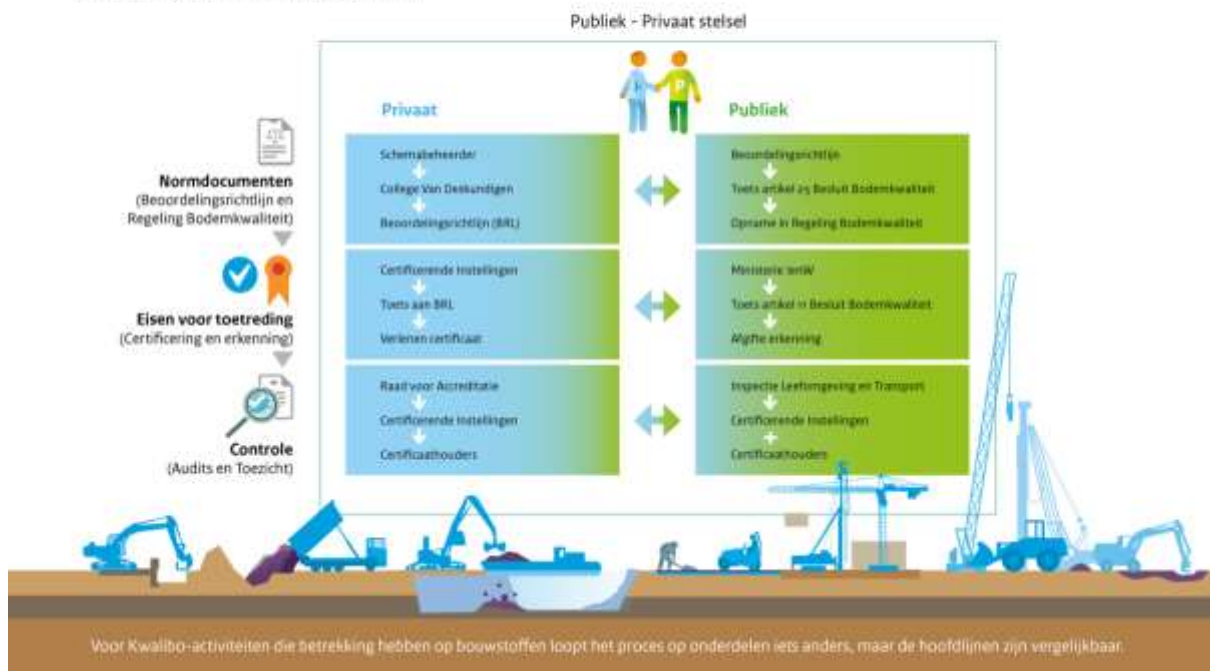 Publiek - Privaat stelsel
Privaat
Publiek
Normdocumenten
(Beoordelingsrichtlijn en
Regeling Bodemkwaliteit)
Schemabeheerder
College Van Deskundigen
Beoordelingsrichtlijn (BRL)
Beoordelingsrichtlijn
Toets artikel 25 Besluit Bodemkwaliteit
Opname in Regeling Bodemkwaliteit
Eisen voor toetreding
(Certificering en erkenning)
Certificerende Instellingen
Toets aan BRL
Verlenen certificaat
Ministerie IenW
Toets artikel 11 Besluit Bodemkwaliteit
Afgifte erkenning
Controle
(Audits en Toezicht)
Raad voor Accreditatie
Certificerende Instellingen
Certificaathouders
Inspectie Leefomgeving en Transport
Certificerende Instellingen
+
Certificaathouders
Voor Kwalibo-activiteiten die betrekking hebben op bouwstoffen loopt het proces op onderdelen iets anders, maar de hoofdlijnen zijn vergelijkbaar.